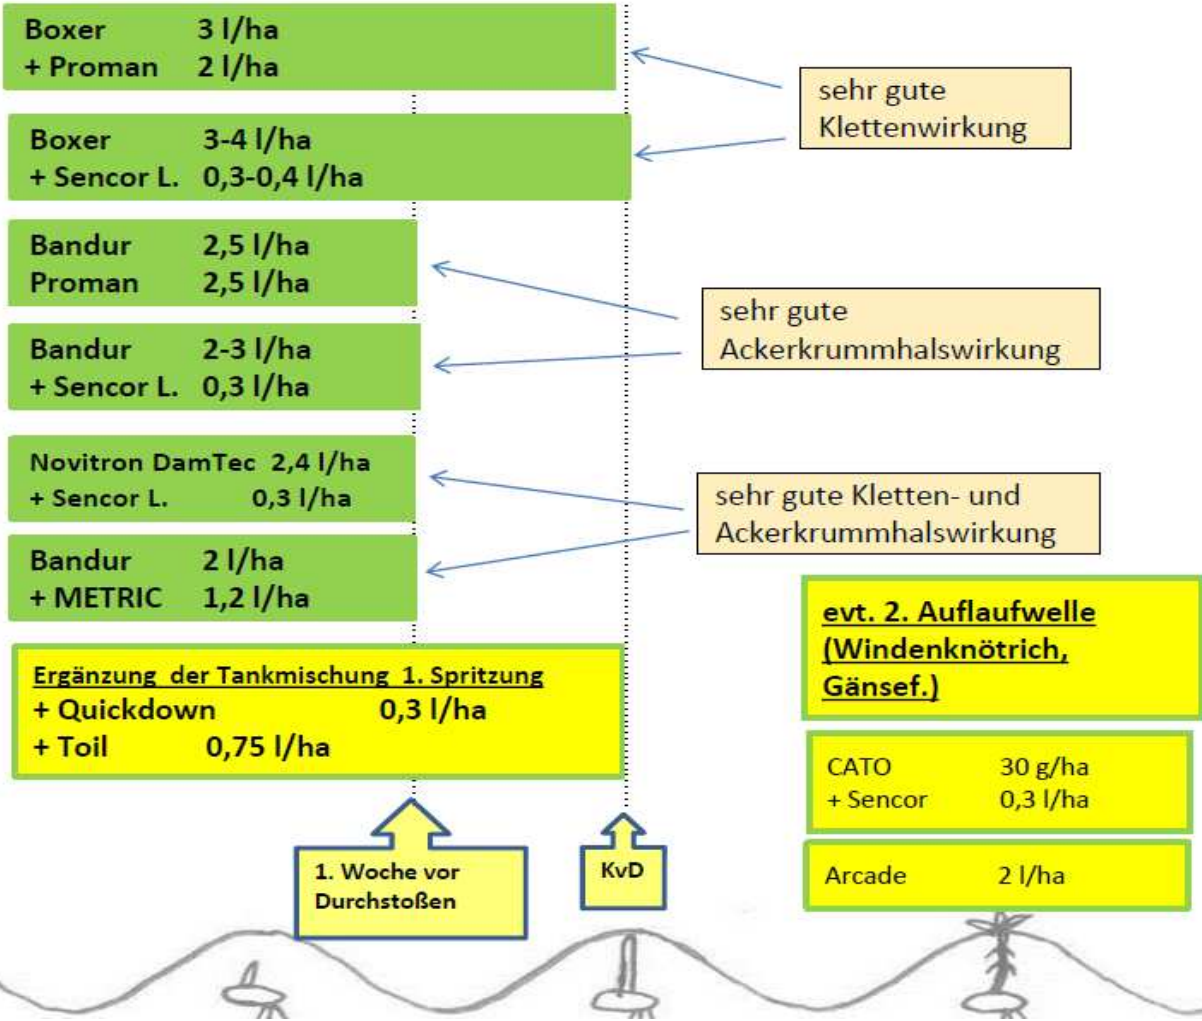 Boxer 3 l/ha
+ Proman 2 l/ha
sehr gute
Klettenwirkung
Boxer 3-4 l/ha
+ Sencor L. 0,3-0,4 l/ha
Bandur 2,5 l/ha
Proman 2,5 l/ha
sehr gute
Ackerkrummhalswirkung
Bandur 2-3 l/ha
+ Sencor L. 0,3 l/ha
Novitron DamTec 2,4 l/ha
+ Sencor L. 0,3 l/ha
sehr gute Kletten- und
Ackerkrummhalswirkung
Bandur 2 l/ha
+ METRIC 1,2 l/ha
Ergänzung der Tankmischung 1. Spritzung
+ Quickdown 0,3 l/ha
+ Toil 0,75 l/ha
evt. 2. Auflaufwelle
(Windenknötrich,
Gänsef.)
CATO 30 g/ha
+ Sencor 0,3 l/ha
Arcade 2 l/ha
1. Woche vor
Durchstoßen
KvD